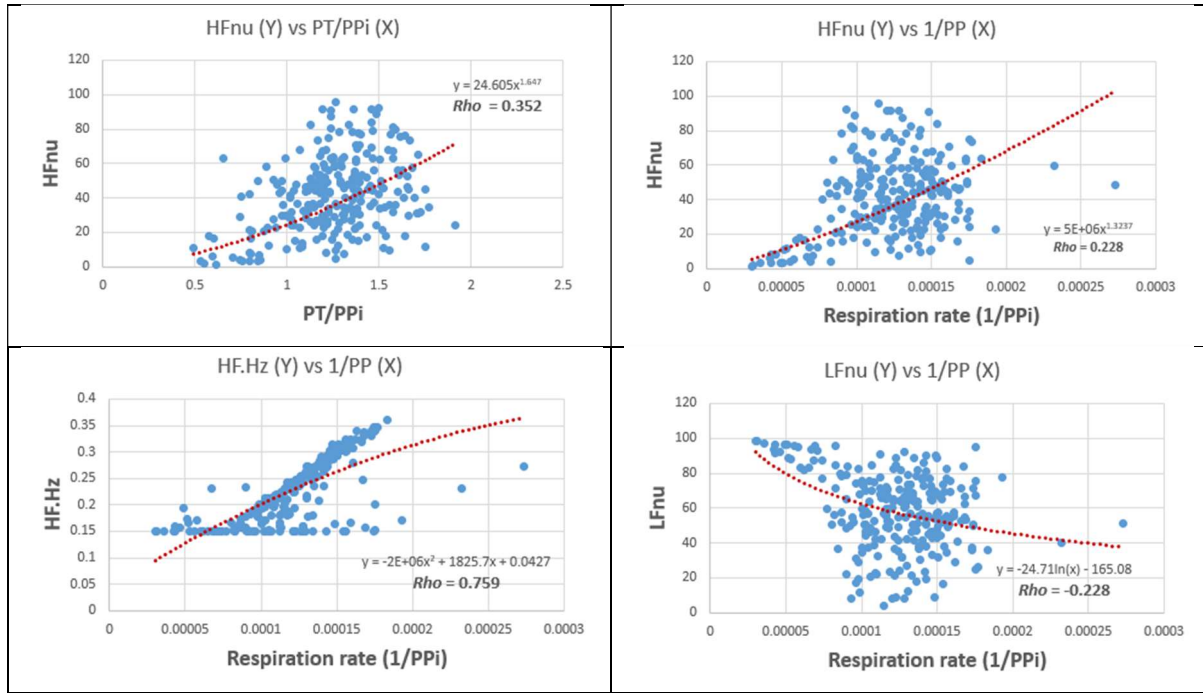 HFnu (Y) vs PT/PPi (X)
120
100
80
60
40
20
0
HFnu
y = 24.605x^1.647
Rho = 0.352
0 0.5 1 1.5 2 2.5
PT/PPi
HFnu (Y) vs 1/PP (X)
120
100
80
60
40
20
0
HFnu
y = 5E+06x^1.3237
Rho = 0.228
0 0.00005 0.0001 0.00015 0.0002 0.00025 0.0003
Respiration rate (1/PPi)
HF.Hz (Y) vs 1/PP (X)
0.4
0.35
0.3
0.25
0.2
0.15
0.1
0.05
0
HF.Hz
y = -2E+06x² + 1825.7x + 0.0427
Rho = 0.759
0 0.00005 0.0001 0.00015 0.0002 0.00025 0.0003
Respiration rate (1/PPi)
LFnu (Y) vs 1/PP (X)
120
100
80
60
40
20
0
LFnu
y = -24.71ln(x) - 165.08
Rho = -0.228
0 0.00005 0.0001 0.00015 0.0002 0.00025 0.0003
Respiration rate (1/PPi)